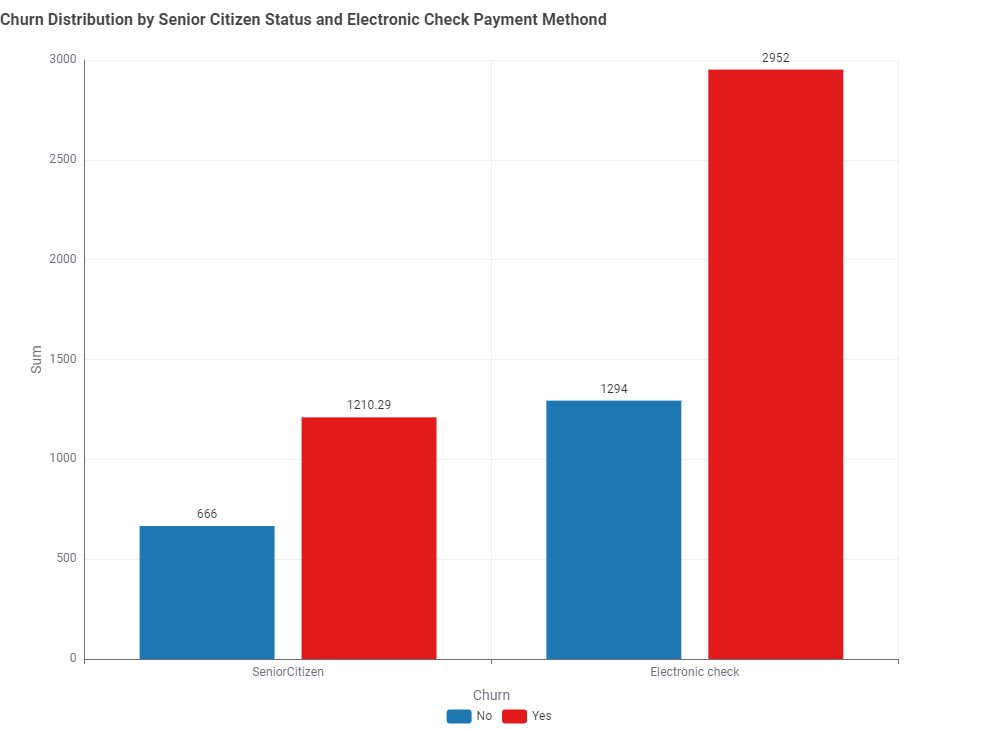 Churn Distribution by Senior Citizen Status and Electronic Check Payment Methond
3000
2500
2000
1500
1000
500
0
Sum
666
1210.29
1294
2952
SeniorCitizen
Electronic check
Churn
No
Yes